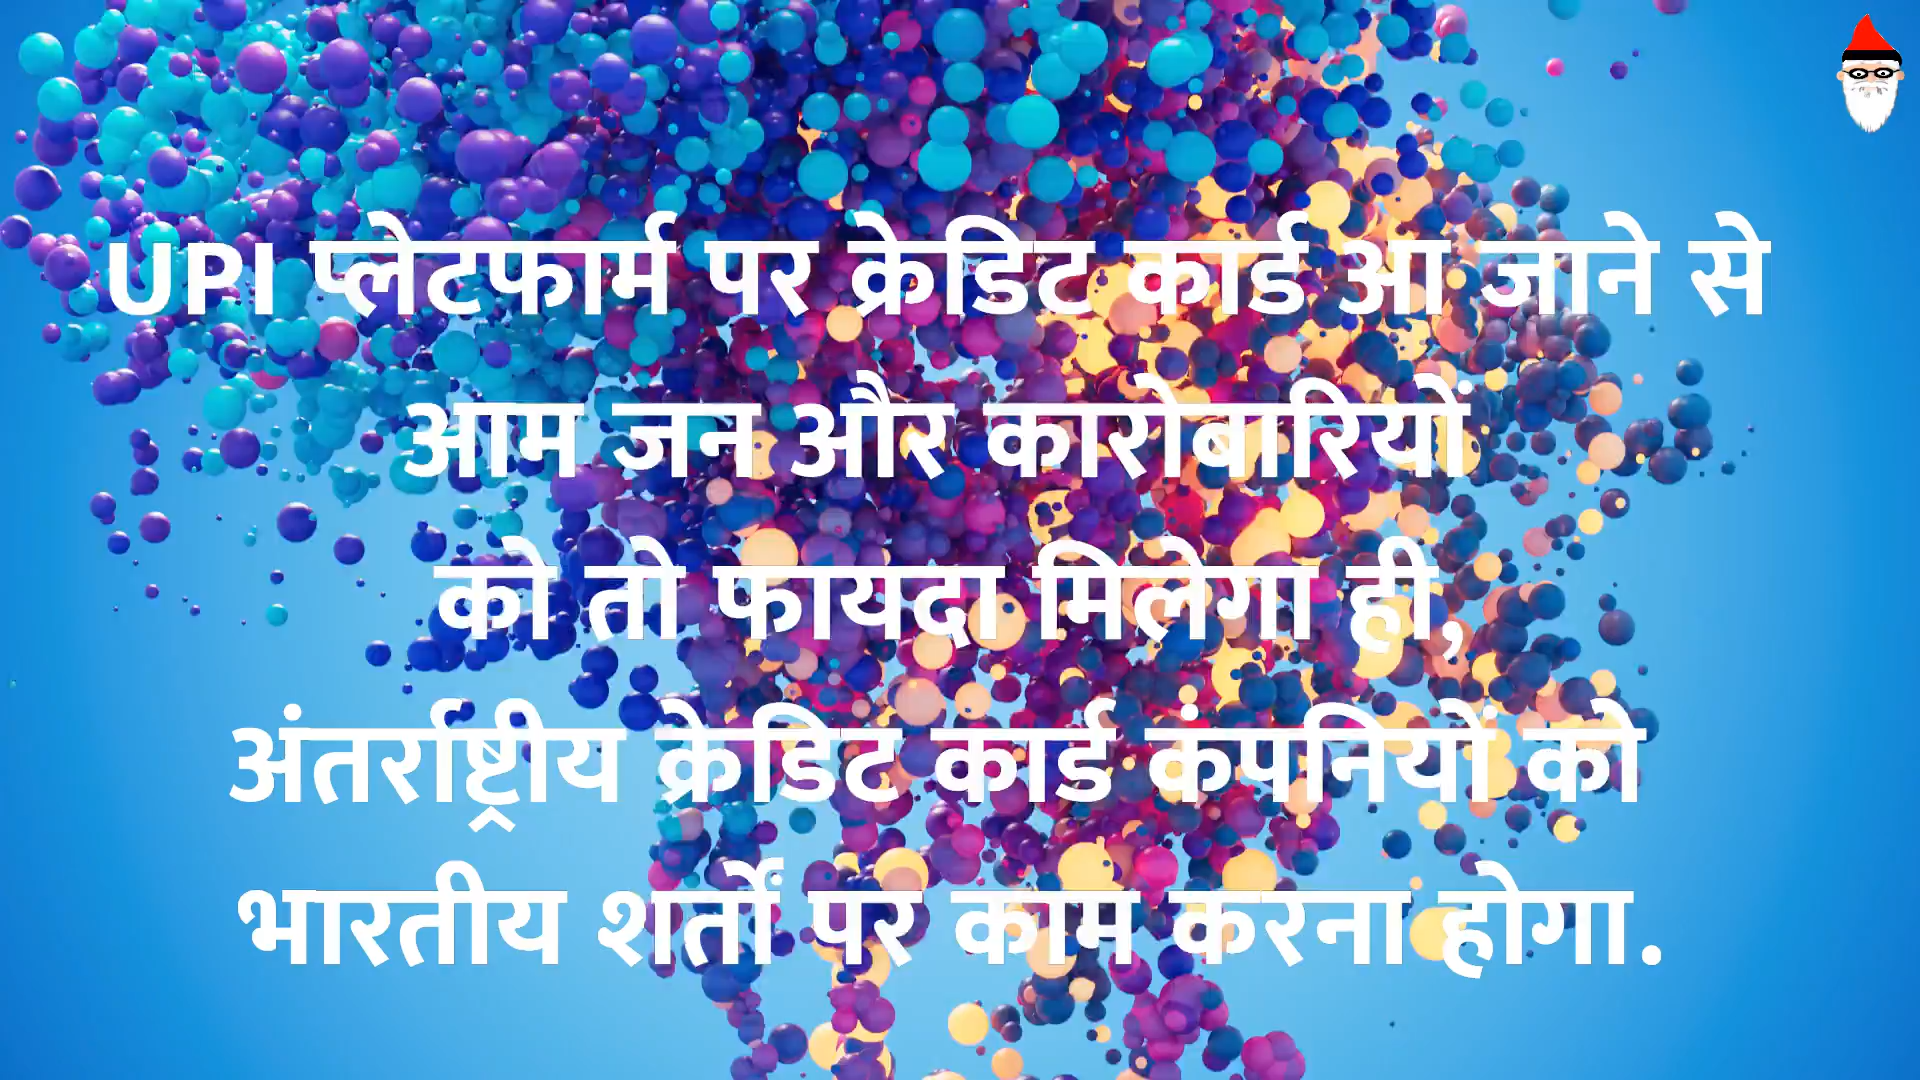 UPI प्लेटफार्म पर क्रेडिट कार्ड आ जाने से
आम जन और कारोबारियों
को तो फायदा मिलेगा ही,
अंतर्राष्ट्रीय क्रेडिट कार्ड कंपनियों को
भारतीय शर्तों पर काम करना होगा.